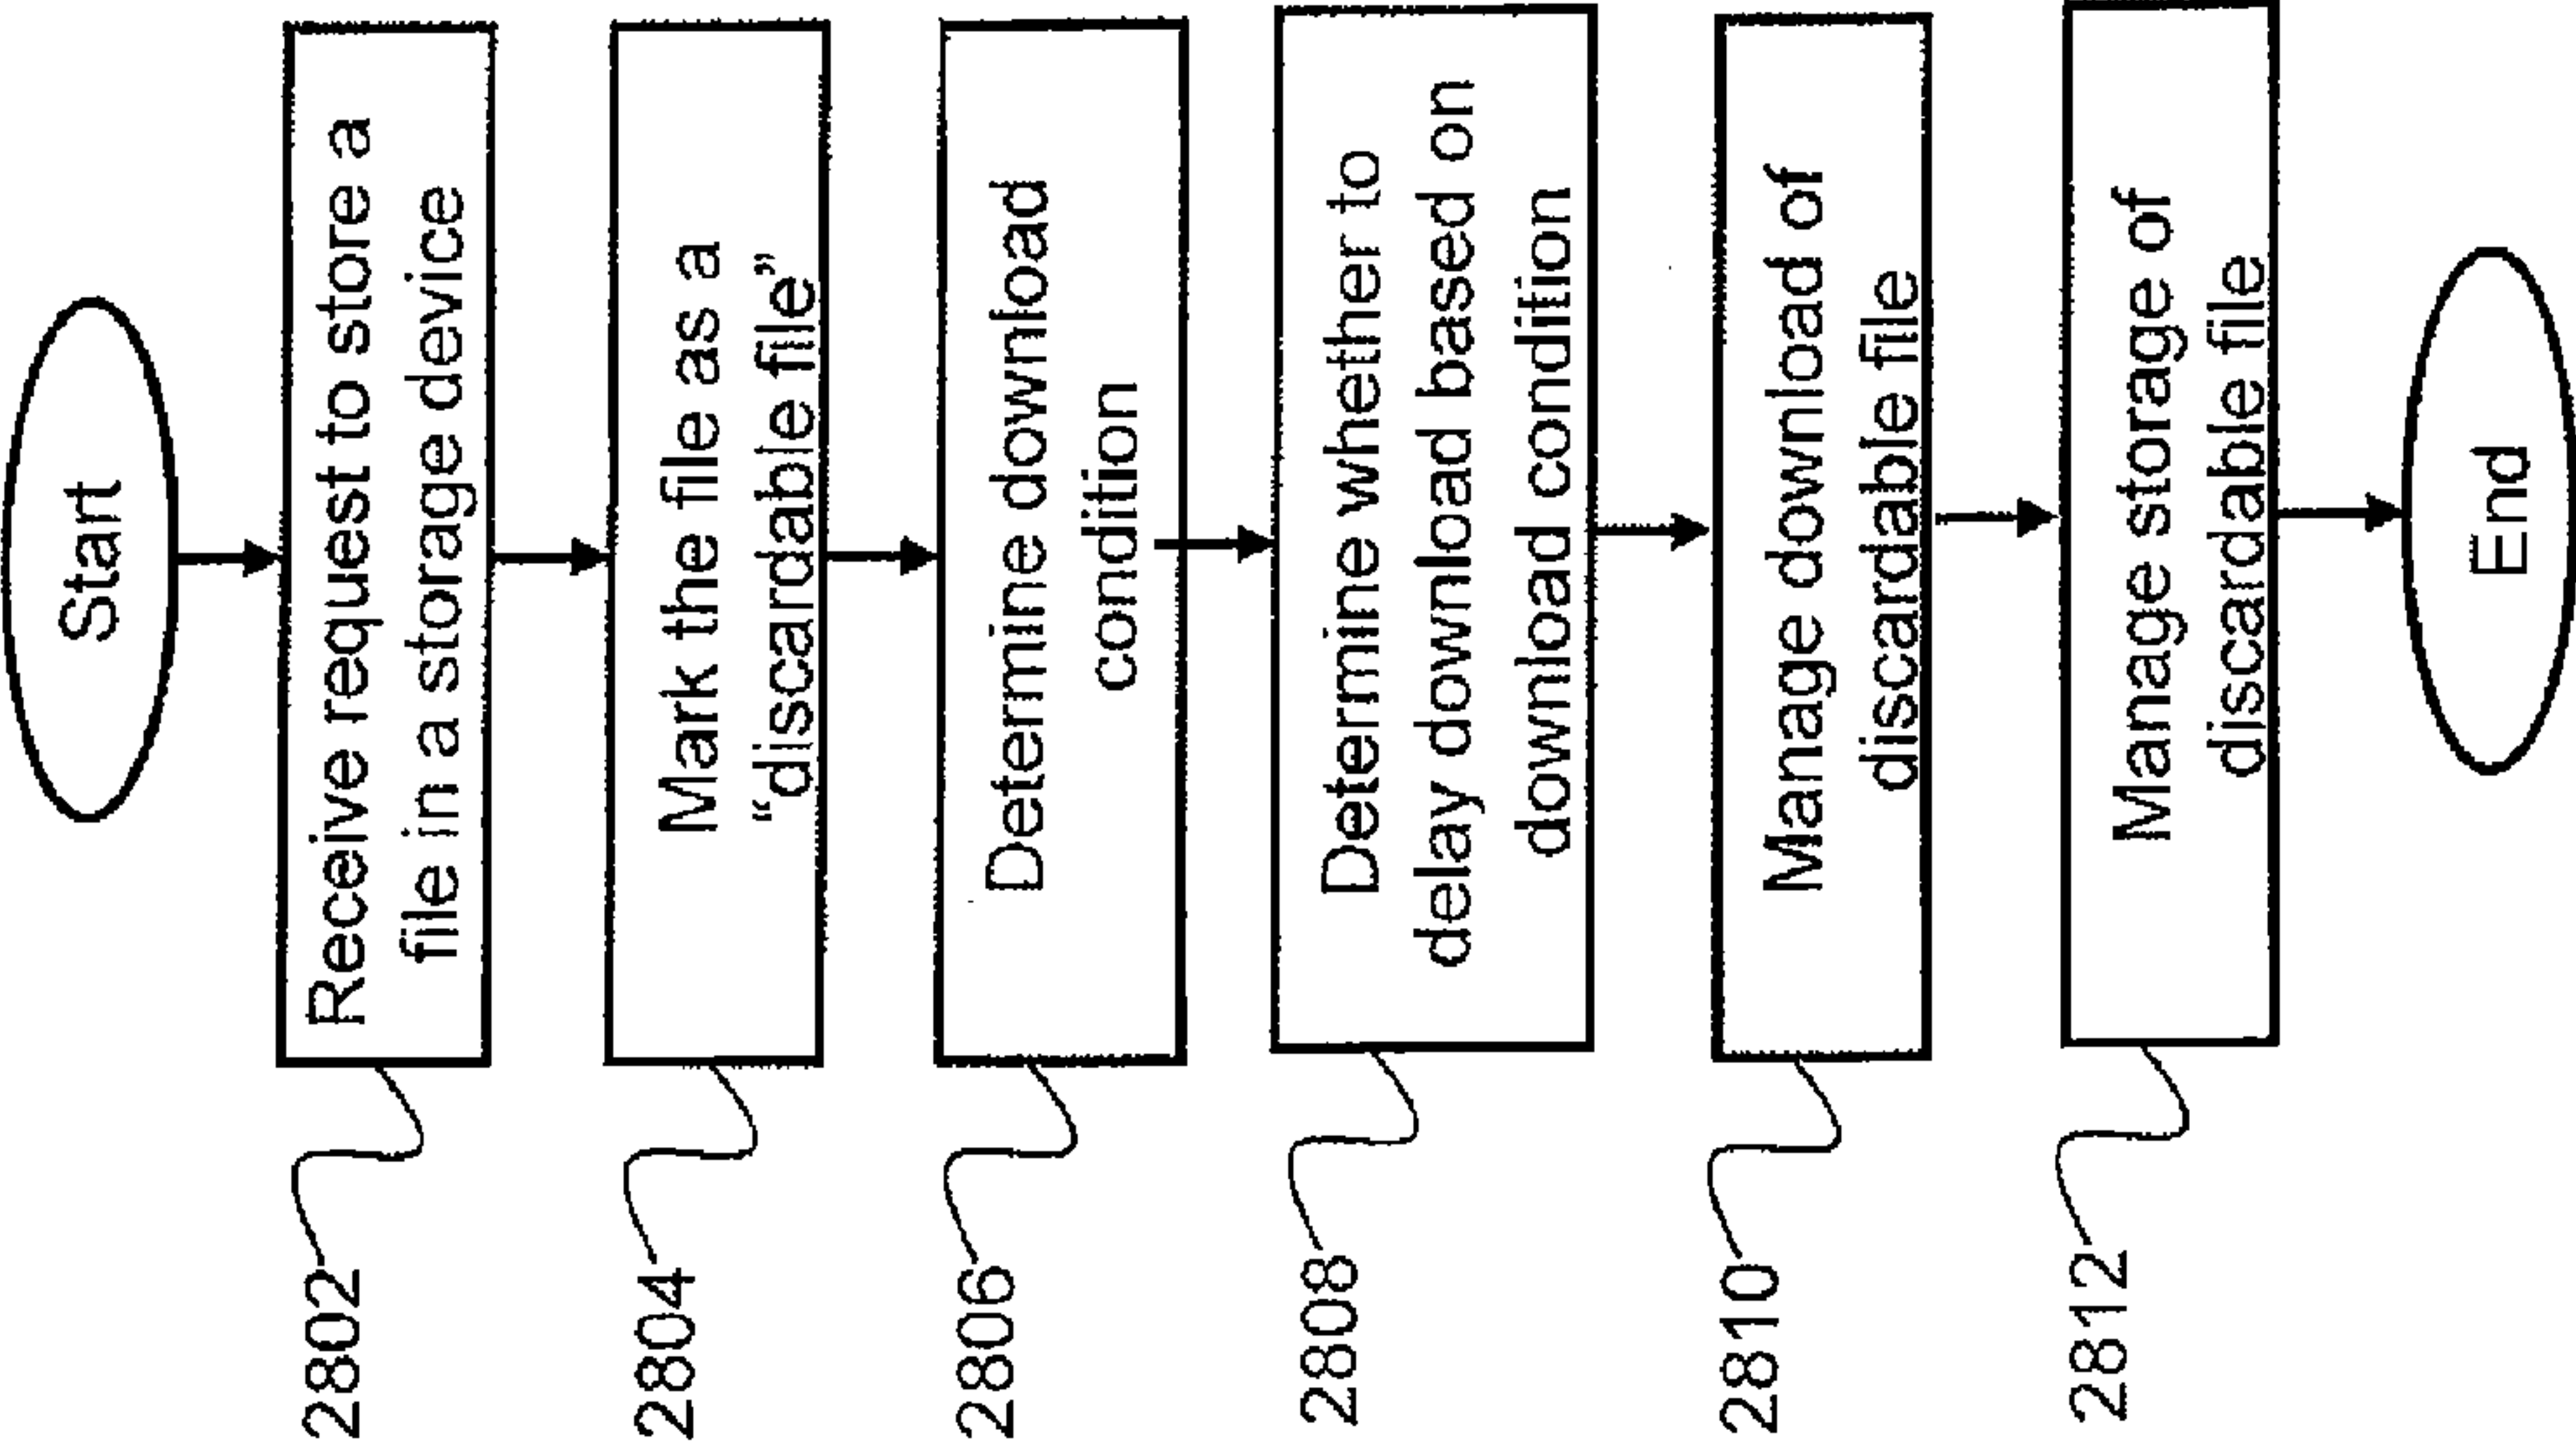 Start
2802
Receive request to store a
file in a storage device
2804
Mark the file as a
“discardable file”
2806
Determine download
condition
2808
Determine whether to
delay download based on
download condition
2810
Manage download of
discardable file
2812
Manage storage of
discardable file
End